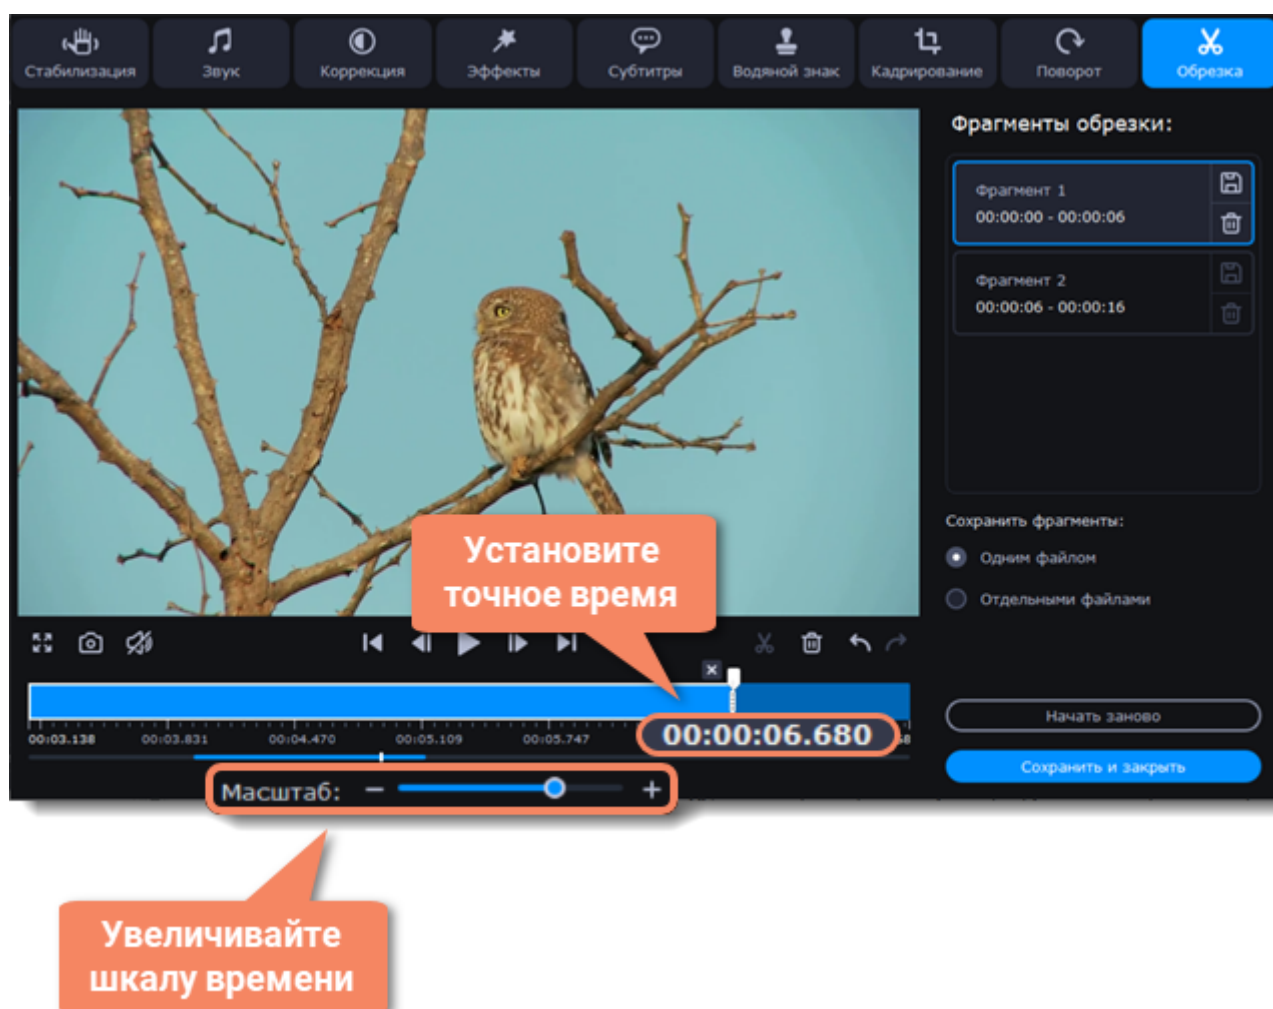 Стабилизация
Звук
Коррекция
Эффекты
Субтитры
Водяной знак
Кадрирование
Поворот
Обрезка
Фрагменты обрезки:
Фрагмент 1
00:00:00 - 00:00:06
Фрагмент 2
00:00:06 - 00:00:16
Сохранить фрагменты:
Одним файлом
Отдельными файлами
Установите
точное время
00:03.138 00:03.831 00:04.470 00:05.109 00:05.747
00:00:06.680
Начать заново
Сохранить и закрыть
Масштаб:
Увеличивайте
шкалу времени